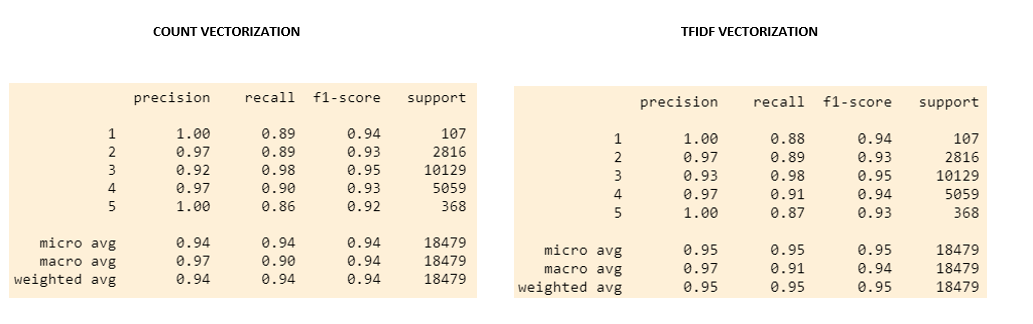 COUNT VECTORIZATION
precision recall f1-score support
1 1.00 0.89 0.94 107
2 0.97 0.89 0.93 2816
3 0.92 0.98 0.95 10129
4 0.97 0.90 0.93 5059
5 1.00 0.86 0.92 368
micro avg 0.94 0.94 0.94 18479
macro avg 0.97 0.90 0.94 18479
weighted avg 0.94 0.94 0.94 18479
TFIDF VECTORIZATION
precision recall f1-score support
1 1.00 0.88 0.94 107
2 0.97 0.89 0.93 2816
3 0.93 0.98 0.95 10129
4 0.97 0.91 0.94 5059
5 1.00 0.87 0.93 368
micro avg 0.95 0.95 0.95 18479
macro avg 0.97 0.91 0.94 18479
weighted avg 0.95 0.95 0.95 18479